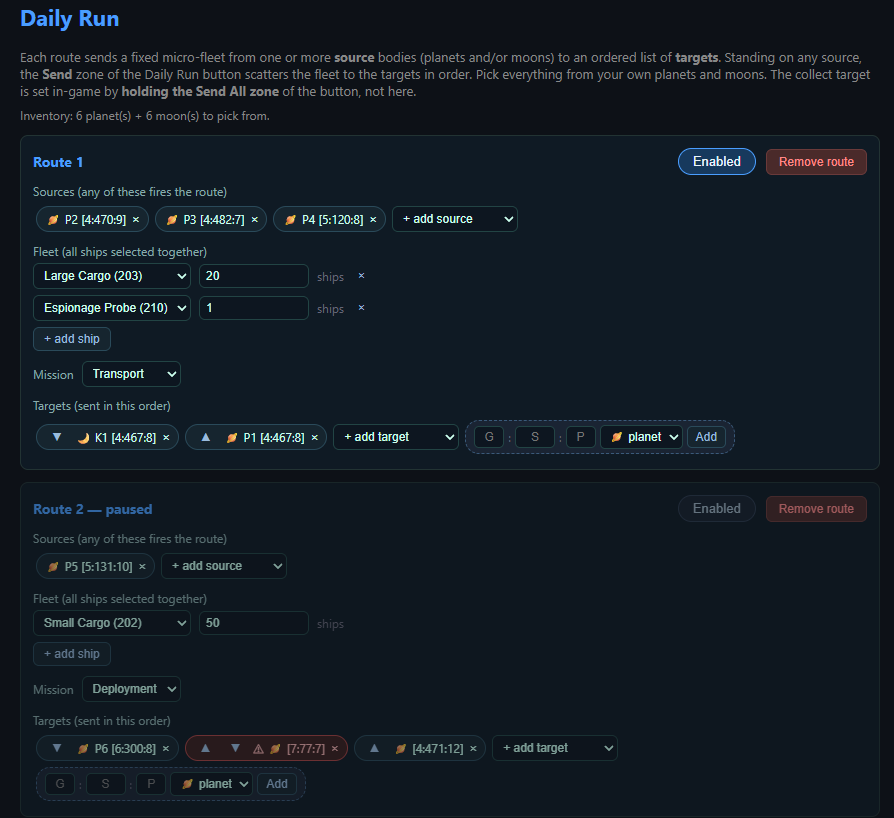 Daily Run
Each route sends a fixed micro-fleet from one or more source bodies (planets and/or moons) to an ordered list of targets. Standing on any source,
the Send zone of the Daily Run button scatters the fleet to the targets in order. Pick everything from your own planets and moons. The collect target
is set in-game by holding the Send All zone of the button, not here.
Inventory: 6 planet(s) + 6 moon(s) to pick from.
Route 1 Enabled Remove route
Sources (any of these fires the route)
P2 [4:470:9] × P3 [4:482:7] × P4 [5:120:8] × + add source
Fleet (all ships selected together)
Large Cargo (203) 20 ships ×
Espionage Probe (210) 1 ships ×
+ add ship
Mission Transport
Targets (sent in this order)
▼ K1 [4:467:8] × ▲ P1 [4:467:8] × + add target G : S : P planet Add
Route 2 — paused Enabled Remove route
Sources (any of these fires the route)
P5 [5:131:10] × + add source
Fleet (all ships selected together)
Small Cargo (202) 50 ships
+ add ship
Mission Deployment
Targets (sent in this order)
▼ P6 [6:300:8] × ▲ ▼ ⚠ [7:77:7] × ▲ [4:471:12] × + add target
G : S : P planet Add